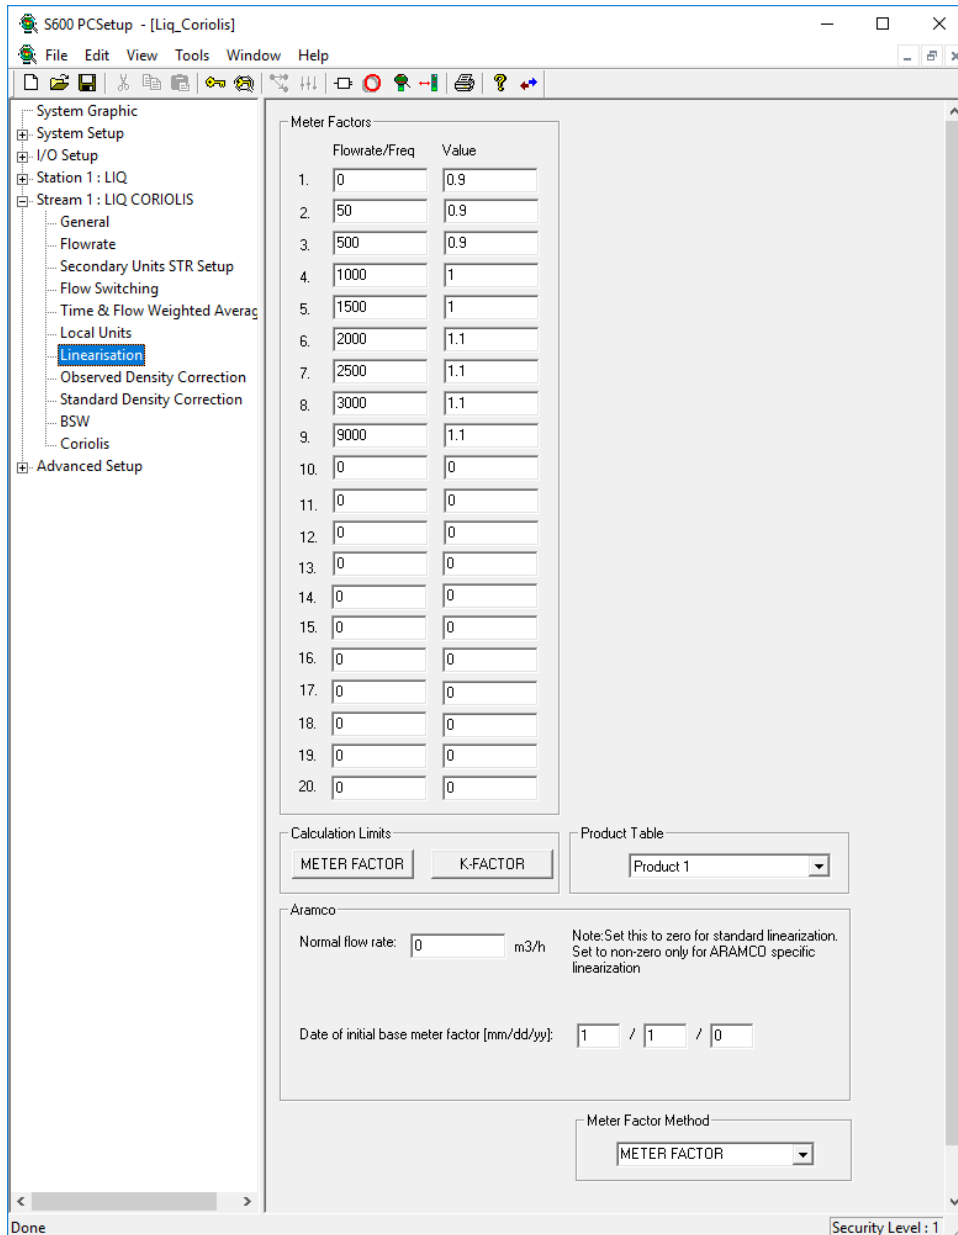 S600 PCSetup - [Liq_Coriolis]
File Edit View Tools Window Help
System Graphic
System Setup
I/O Setup
Station 1 : LIQ
Stream 1 : LIQ CORIOLIS
General
Flowrate
Secondary Units STR Setup
Flow Switching
Time & Flow Weighted Averag
Local Units
Linearisation
Observed Density Correction
Standard Density Correction
BSW
Coriolis
Advanced Setup
Meter Factors
Flowrate/Freq Value
1. 0 0.9
2. 50 0.9
3. 500 0.9
4. 1000 1
5. 1500 1
6. 2000 1.1
7. 2500 1.1
8. 3000 1.1
9. 9000 1.1
10. 0 0
11. 0 0
12. 0 0
13. 0 0
14. 0 0
15. 0 0
16. 0 0
17. 0 0
18. 0 0
19. 0 0
20. 0 0
Calculation Limits
METER FACTOR K-FACTOR
Product Table
Product 1
Aramco
Normal flow rate: 0 m3/h
Note:Set this to zero for standard linearization.
Set to non-zero only for ARAMCO specific
linearization
Date of initial base meter factor [mm/dd/yy]: 1 / 1 / 0
Meter Factor Method
METER FACTOR
Done Security Level : 1